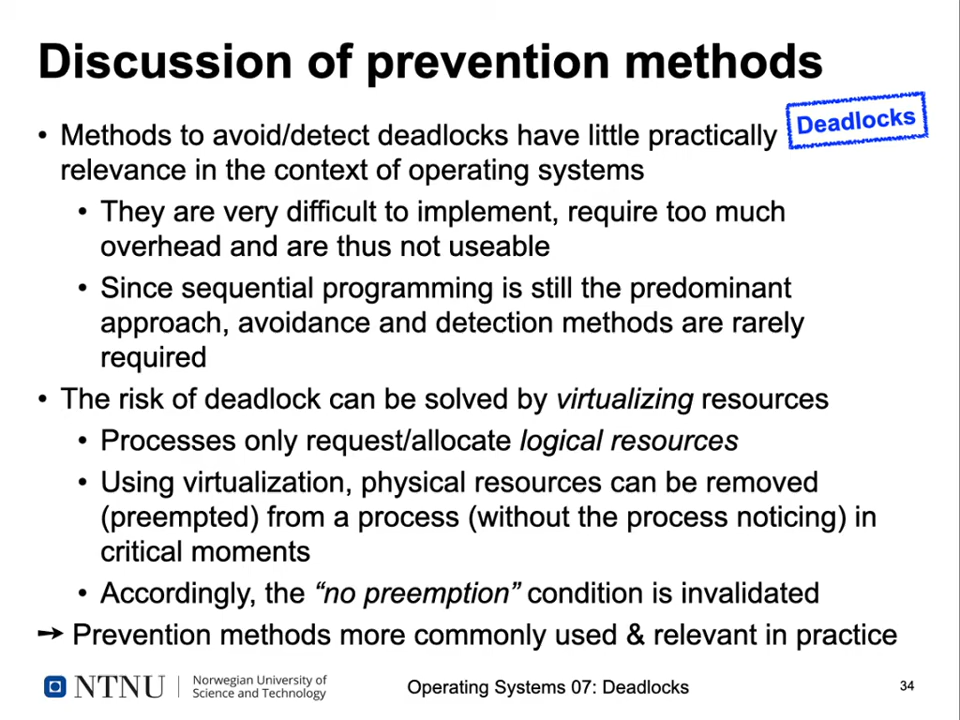 Discussion of prevention methods
Deadlocks
• Methods to avoid/detect deadlocks have little practically
relevance in the context of operating systems
• They are very difficult to implement, require too much
overhead and are thus not useable
• Since sequential programming is still the predominant
approach, avoidance and detection methods are rarely
required
• The risk of deadlock can be solved by virtualizing resources
• Processes only request/allocate logical resources
• Using virtualization, physical resources can be removed
(preempted) from a process (without the process noticing) in
critical moments
• Accordingly, the “no preemption” condition is invalidated
➙ Prevention methods more commonly used & relevant in practice
NTNU
Norwegian University of
Science and Technology
Operating Systems 07: Deadlocks
34